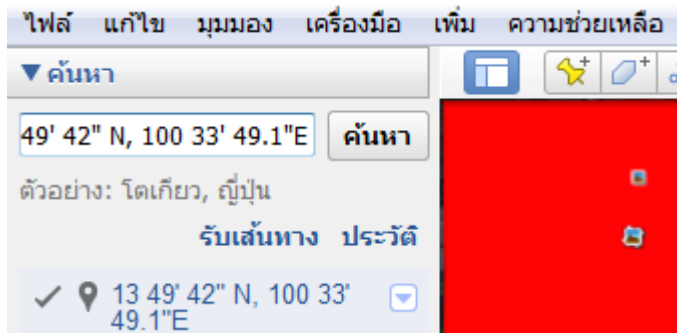 ไฟล์ แก้ไข มุมมอง เครื่องมือ เพิ่ม ความช่วยเหลือ
▼ค้นหา
49' 42" N, 100 33' 49.1"E ค้นหา
ตัวอย่าง: โตเกียว, ญี่ปุ่น
รับเส้นทาง ประวัติ
13 49' 42" N, 100 33'
49.1"E